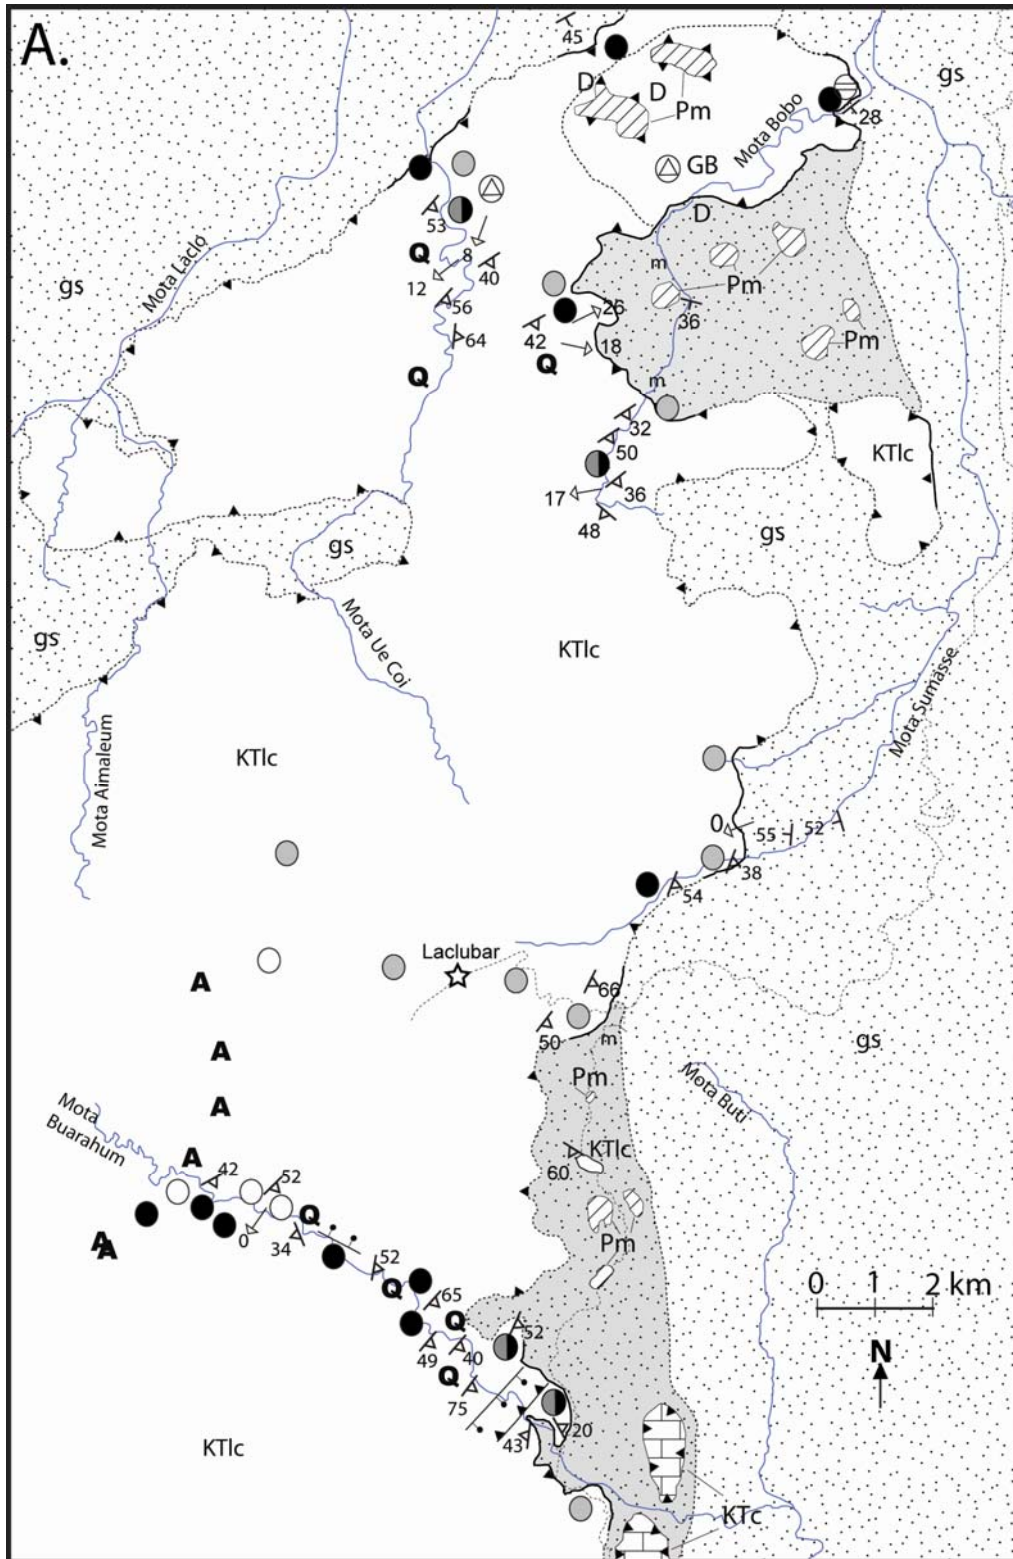 A.
45
D
D
Pm
gs
28
Mota Bobo
GB
D
53
Q
8
40
12
56
64
gs
Mota Laclo
m
Pm
26
36
42
18
Pm
Q
Q
m
32
50
KTlc
36
17
48
gs
gs
gs
Mota Ue Coi
KTlc
Mota Sumasse
KTlc
Mota Aimaleum
0
55
52
38
54
Laclubar
A
66
50
m
gs
A
Pm
Mota Buti
A
Mota
Buarahum
KTlc
60
A
42
52
Q
0
34
Pm
A
A
52
0 1 2 km
Q
65
Q
52
N
49
40
Q
75
43
20
KTlc
KTc